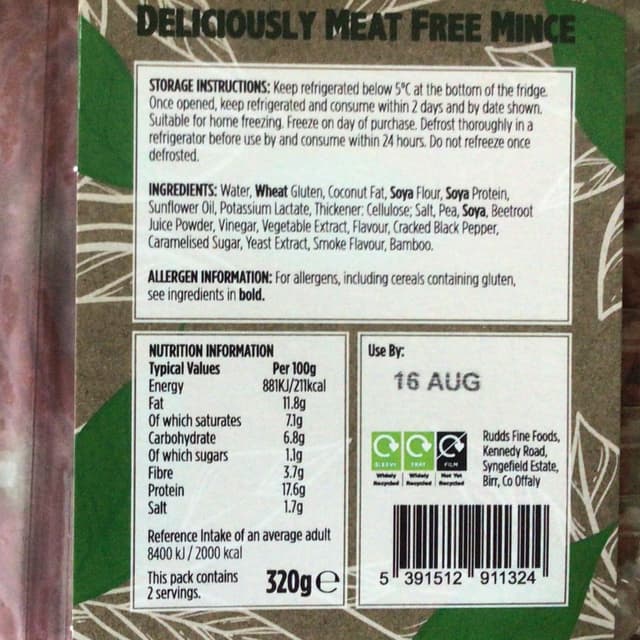 DELICIOUSLY MEAT FREE MINCE
STORAGE INSTRUCTIONS: Keep refrigerated below 5°C at the bottom of the fridge.
Once opened, keep refrigerated and consume within 2 days and by date shown.
Suitable for home freezing. Freeze on day of purchase. Defrost thoroughly in a
refrigerator before use by and consume within 24 hours. Do not refreeze once
defrosted.
INGREDIENTS: Water, Wheat Gluten, Coconut Fat, Soya Flour, Soya Protein,
Sunflower Oil, Potassium Lactate, Thickener: Cellulose; Salt, Pea, Soya, Beetroot
Juice Powder, Vinegar, Vegetable Extract, Flavour, Cracked Black Pepper,
Caramelised Sugar, Yeast Extract, Smoke Flavour, Bamboo.
ALLERGEN INFORMATION: For allergens, including cereals containing gluten,
see ingredients in bold.
NUTRITION INFORMATION
Typical Values Per 100g
Energy 881KJ/211kcal
Fat 11.8g
Of which saturates 7.1g
Carbohydrate 6.8g
Of which sugars 1.1g
Fibre 3.7g
Protein 17.6g
Salt 1.7g
Reference Intake of an average adult
8400 kJ / 2000 kcal
This pack contains
2 servings.
320g ℮
Use By:
16 AUG
SLEEVE TRAY FILM
Widely Widely Not Yet
Recycled Recycled Recycled
Rudds Fine Foods,
Kennedy Road,
Syngefield Estate,
Birr, Co Offaly
5 391512 911324